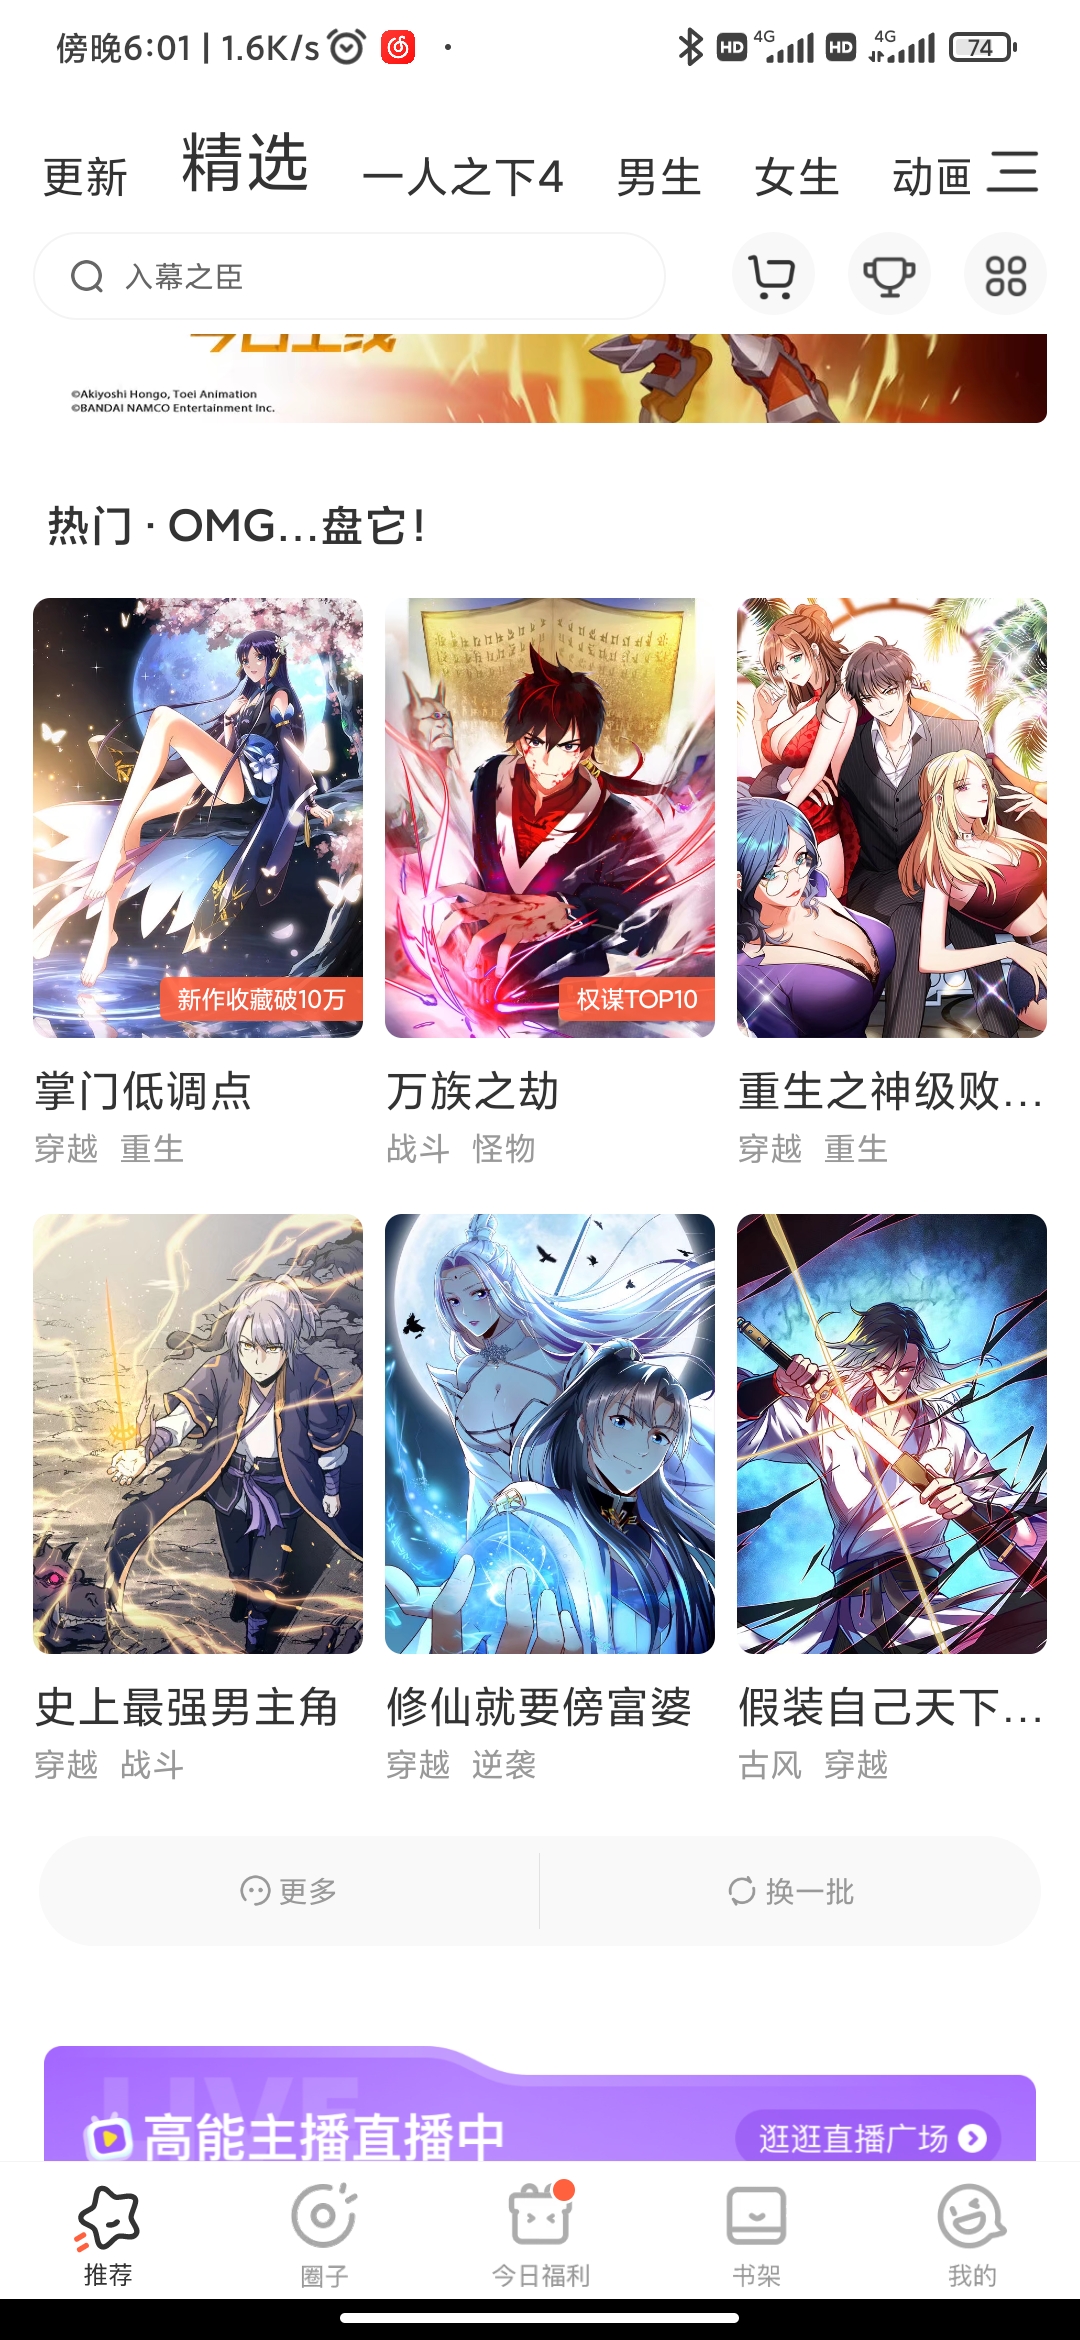 傍晚6:01 | 1.6K/s
4G
4G
74
更新 精选 一人之下4 男生 女生 动画
入幕之臣
今日上线
©Akiyoshi Hongo, Toei Animation
©BANDAI NAMCO Entertainment Inc.
热门 · OMG...盘它!
新作收藏破10万
权谋TOP10
掌门低调点
万族之劫
重生之神级败...
穿越 重生
战斗 怪物
穿越 重生
史上最强男主角
修仙就要傍富婆
假装自己天下...
穿越 战斗
穿越 逆袭
古风 穿越
更多
换一批
LIVE
高能主播直播中
逛逛直播广场
推荐
圈子
今日福利
书架
我的